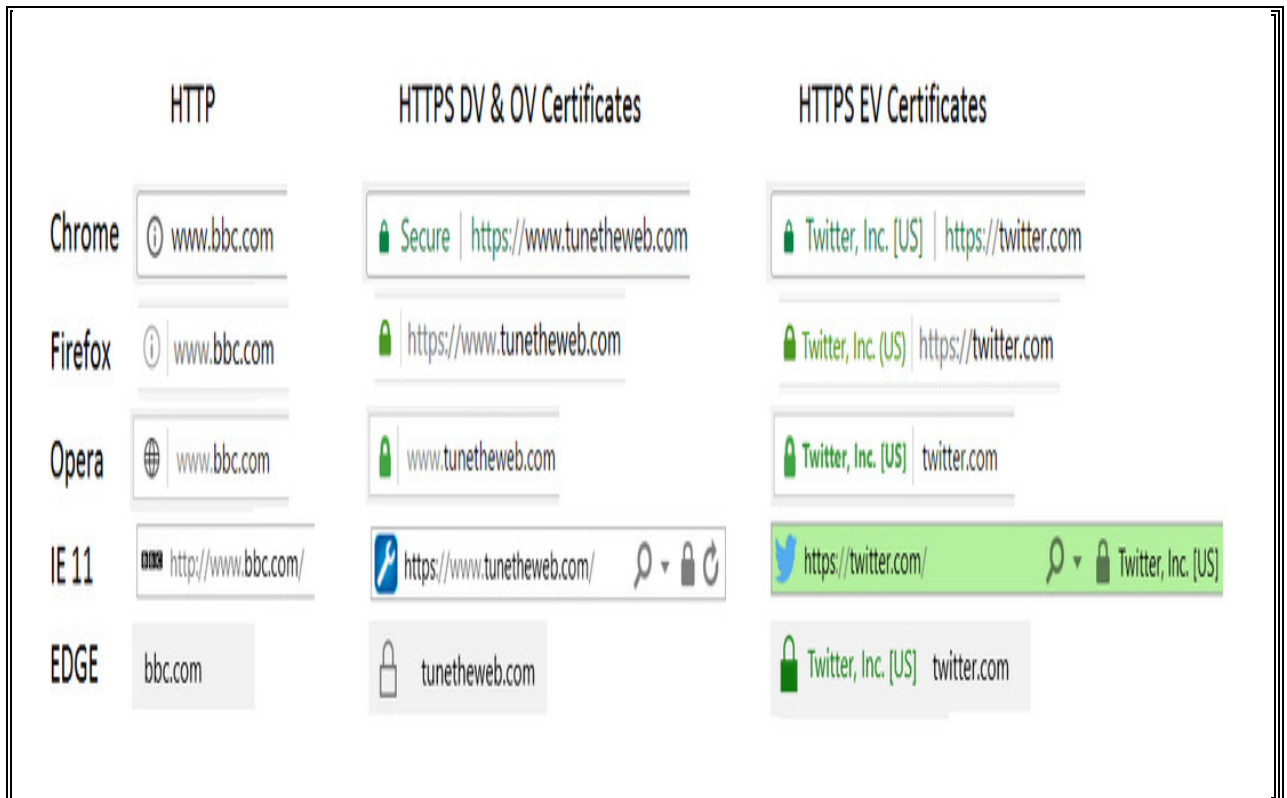 HTTP HTTPS DV & OV Certificates HTTPS EV Certificates
Chrome www.bbc.com Secure https://www.tunetheweb.com Twitter, Inc. [US] https://twitter.com
Firefox www.bbc.com https://www.tunetheweb.com Twitter, Inc. (US) https://twitter.com
Opera www.bbc.com www.tunetheweb.com Twitter, Inc. [US] twitter.com
IE 11 BBC http://www.bbc.com/ https://www.tunetheweb.com/ https://twitter.com/ Twitter, Inc. [US]
EDGE bbc.com tunetheweb.com Twitter, Inc. [US] twitter.com